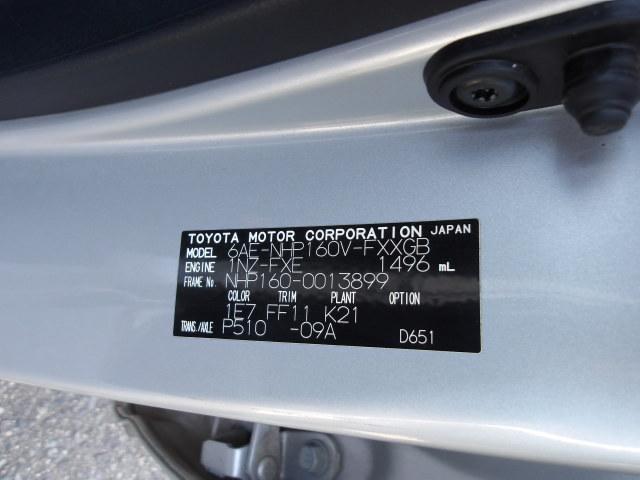 TOYOTA MOTOR CORPORATION JAPAN
MODEL 6AE-NHP160V-FXXGB
ENGINE 1NZ-FXE 1496 mL
FRAME No. NHP160-0013899
COLOR TRIM PLANT OPTION
1E7 FF11 K21
TRANS./AXLE P510 -09A D651